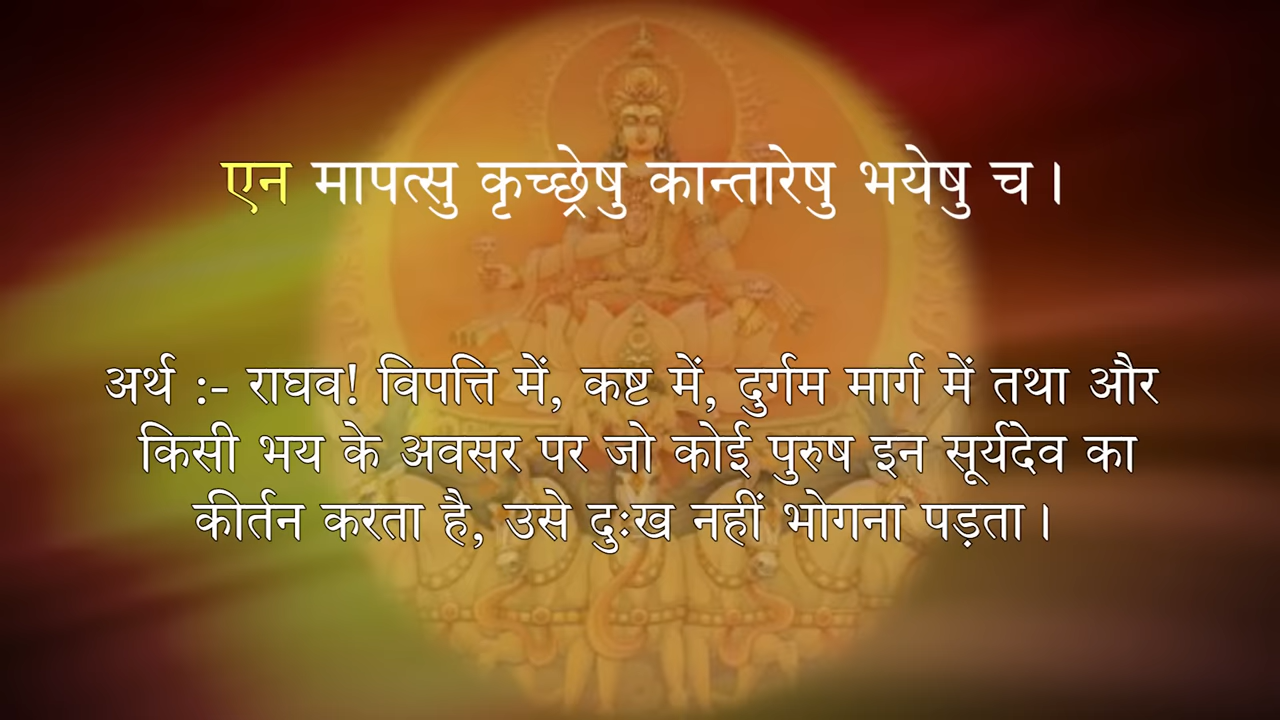 एन मापत्सु कृच्छ्रेषु कान्तारेषु भयेषु च।
अर्थ :- राघव! विपत्ति में, कष्ट में, दुर्गम मार्ग में तथा और
किसी भय के अवसर पर जो कोई पुरुष इन सूर्यदेव का
कीर्तन करता है, उसे दुःख नहीं भोगना पड़ता।